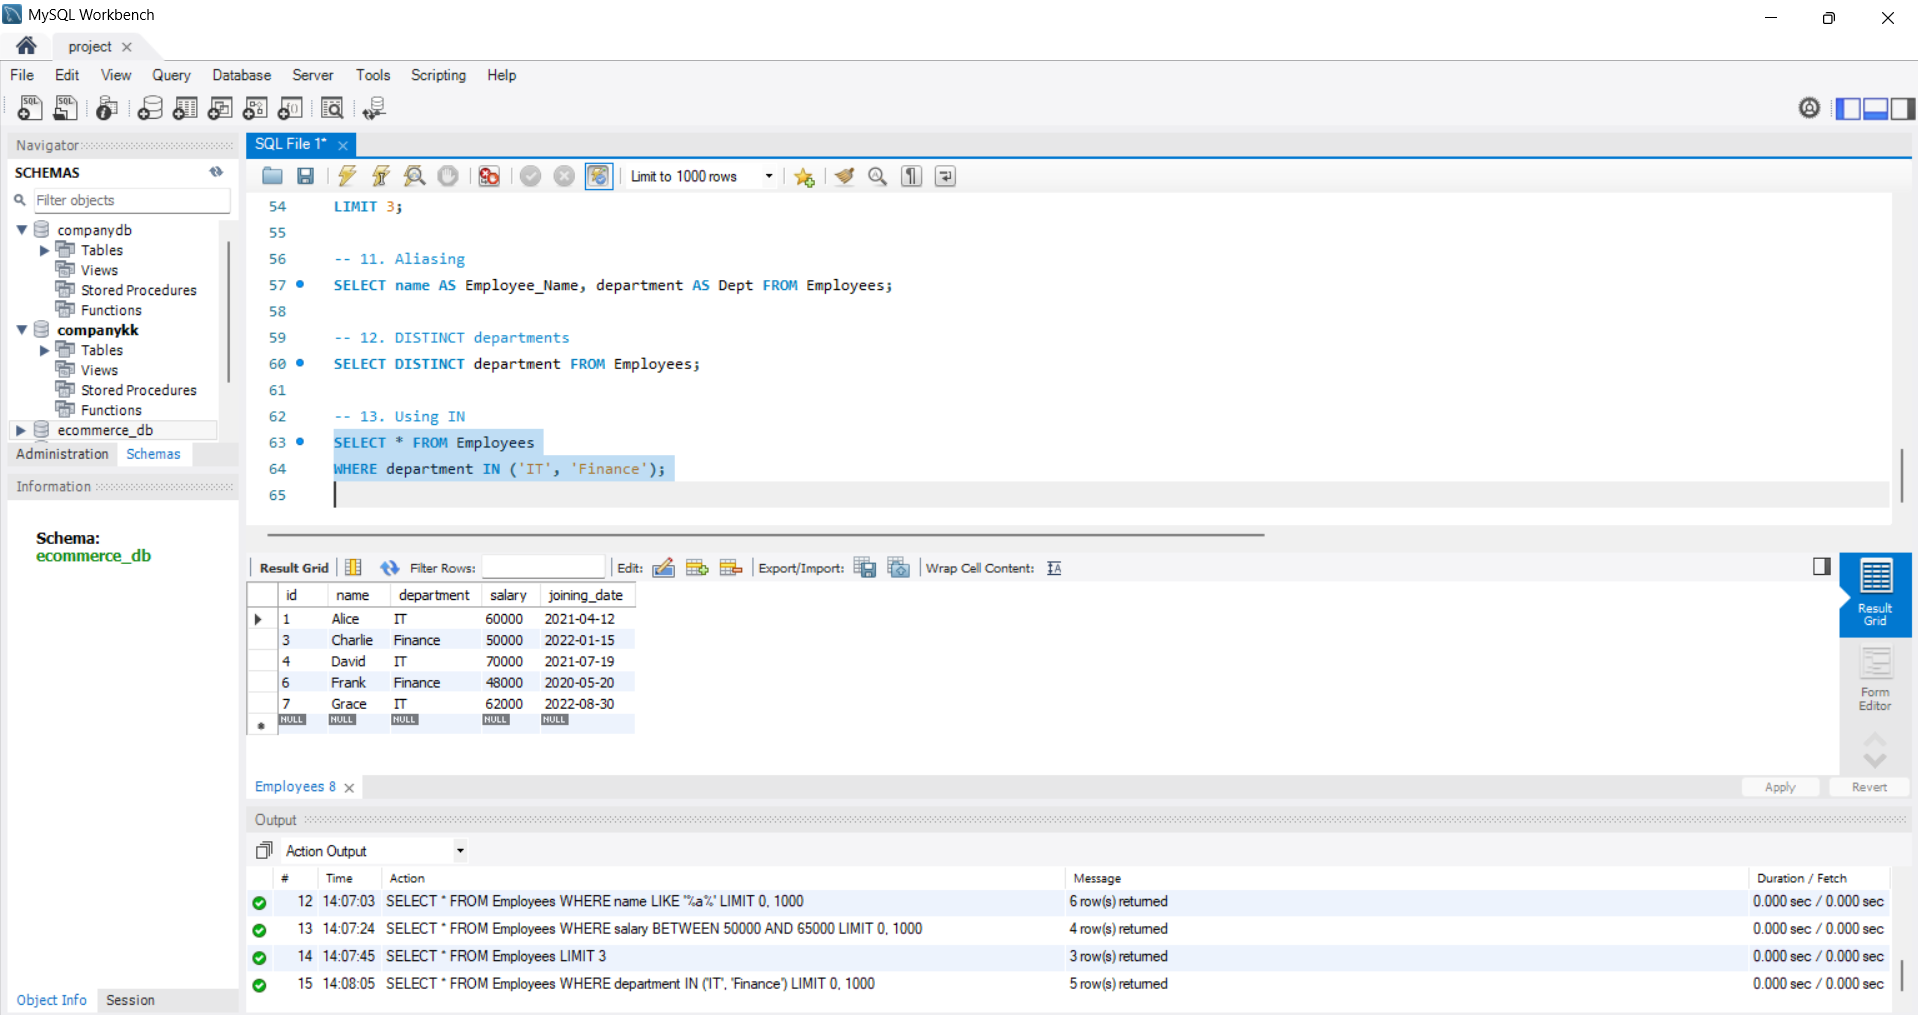 MySQL Workbench
project
File Edit View Query Database Server Tools Scripting Help
Navigator
SCHEMAS
Filter objects
companydb
Tables
Views
Stored Procedures
Functions
companykk
Tables
Views
Stored Procedures
Functions
ecommerce_db
Administration Schemas
Information
Schema:
ecommerce_db
Object Info Session
SQL File 1*
Limit to 1000 rows
54 LIMIT 3;
55
56 -- 11. Aliasing
57 SELECT name AS Employee_Name, department AS Dept FROM Employees;
58
59 -- 12. DISTINCT departments
60 SELECT DISTINCT department FROM Employees;
61
62 -- 13. Using IN
63 SELECT * FROM Employees
64 WHERE department IN ('IT', 'Finance');
65
Result Grid Filter Rows: Edit: Export/Import: Wrap Cell Content:
id name department salary joining_date
1 Alice IT 60000 2021-04-12
3 Charlie Finance 50000 2022-01-15
4 David IT 70000 2021-07-19
6 Frank Finance 48000 2020-05-20
7 Grace IT 62000 2022-08-30
NULL NULL NULL NULL NULL
Result
Grid
Form
Editor
Employees 8
Apply Revert
Output
Action Output
# Time Action Message Duration / Fetch
12 14:07:03 SELECT * FROM Employees WHERE name LIKE '%a%' LIMIT 0, 1000 6 row(s) returned 0.000 sec / 0.000 sec
13 14:07:24 SELECT * FROM Employees WHERE salary BETWEEN 50000 AND 65000 LIMIT 0, 1000 4 row(s) returned 0.000 sec / 0.000 sec
14 14:07:45 SELECT * FROM Employees LIMIT 3 3 row(s) returned 0.000 sec / 0.000 sec
15 14:08:05 SELECT * FROM Employees WHERE department IN ('IT', 'Finance') LIMIT 0, 1000 5 row(s) returned 0.000 sec / 0.000 sec